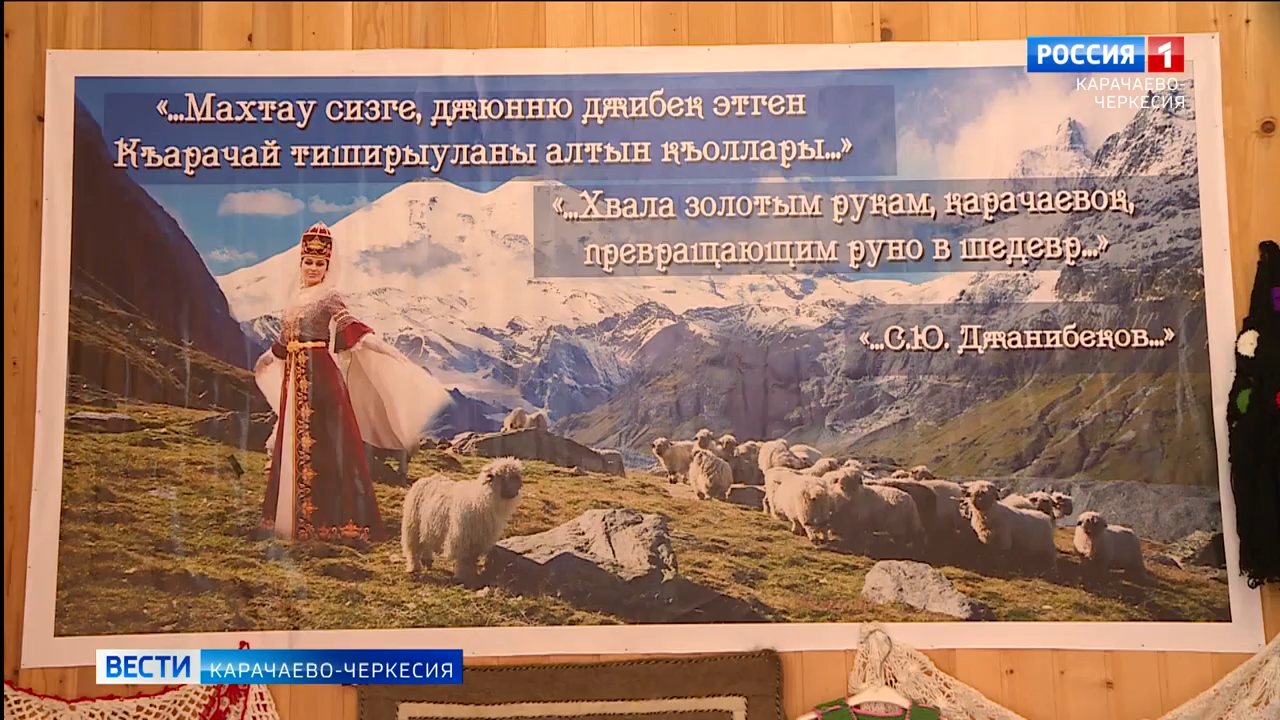 РОССИЯ 1
КАРАЧАЕВО-
ЧЕРКЕСИЯ
«...Махтау сизге, джюнню джибек этген
Къарачай тиширыуланы алтын къоллары...»
«...Хвала золотым рукам, карачаевок,
превращающим руно в шедевр...»
«...С.Ю. Джанибеков...»
ВЕСТИ КАРАЧАЕВО-ЧЕРКЕСИЯ